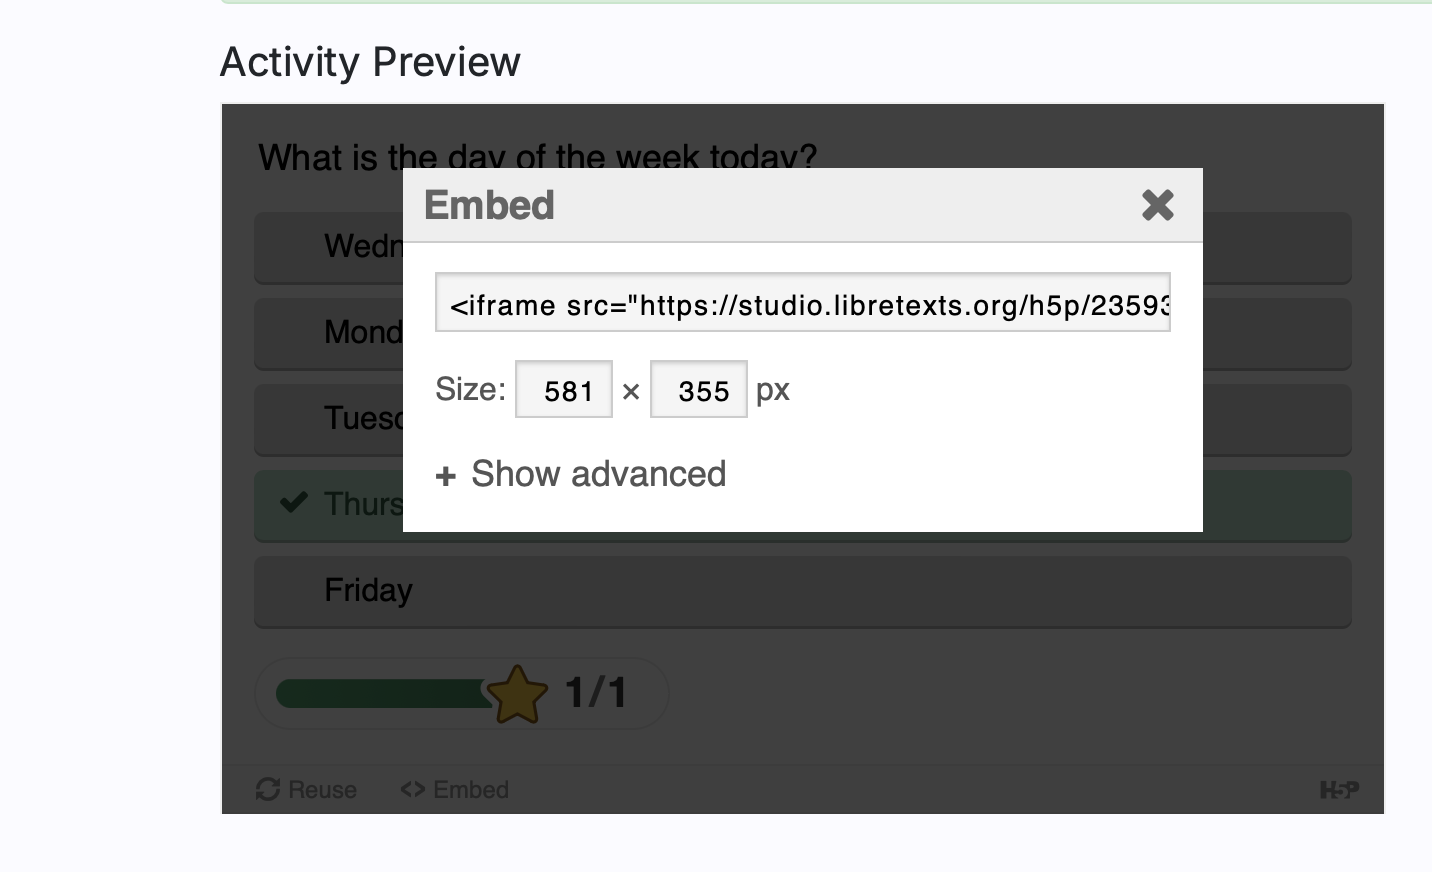 Activity Preview
What is the day of the week today?
Embed
Wedn
<iframe src="https://studio.libretexts.org/h5p/23593
Mond
Size: 581 × 355 px
Tuesd
+ Show advanced
Thurs
Friday
1/1
Reuse <> Embed H5P